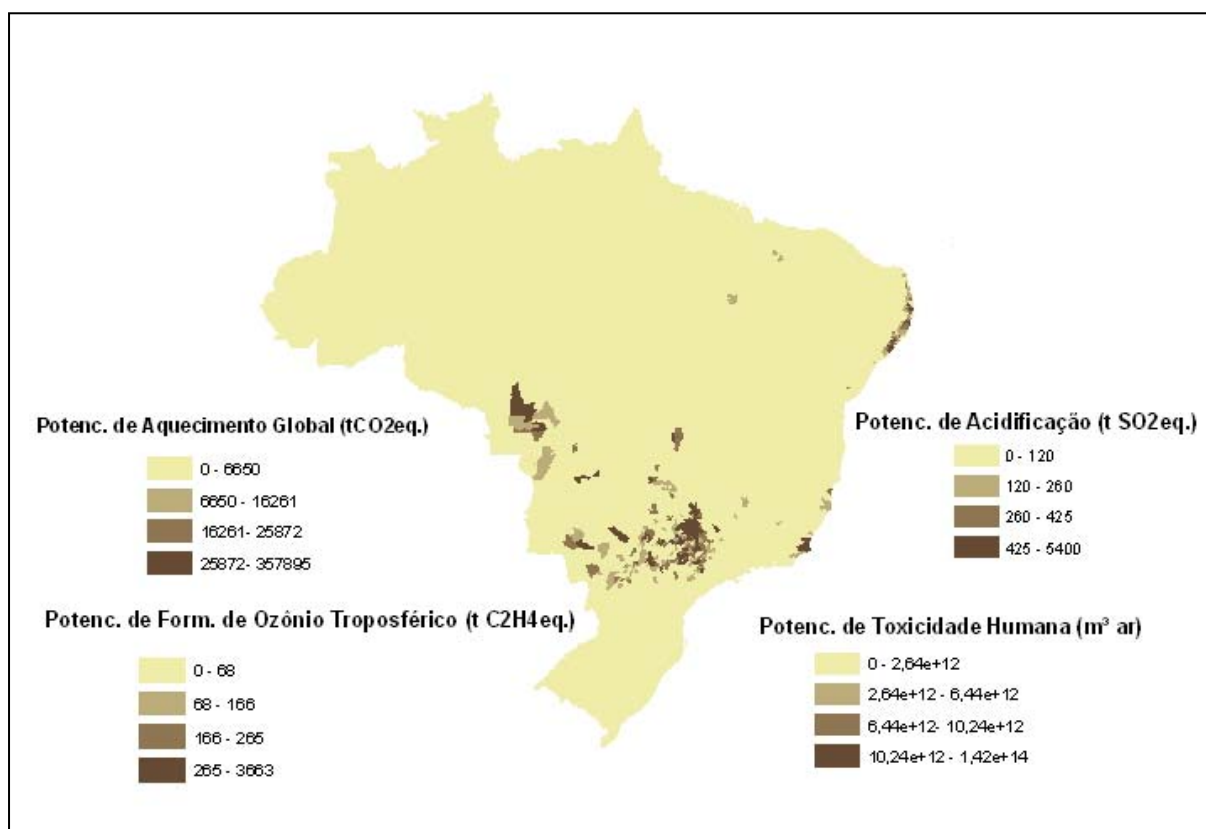 Potenc. de Aquecimento Global (tCO2eq.)
0 - 6650
6650 - 16261
16261- 25872
25872- 357895
Potenc. de Acidificação (t SO2eq.)
0 - 120
120 - 260
260 - 425
425 - 5400
Potenc. de Form. de Ozônio Troposférico (t C2H4eq.)
0 - 68
68 - 166
166 - 265
265 - 3663
Potenc. de Toxicidade Humana (m³ ar)
0 - 2,64e+12
2,64e+12 - 6,44e+12
6,44e+12- 10,24e+12
10,24e+12 - 1,42e+14